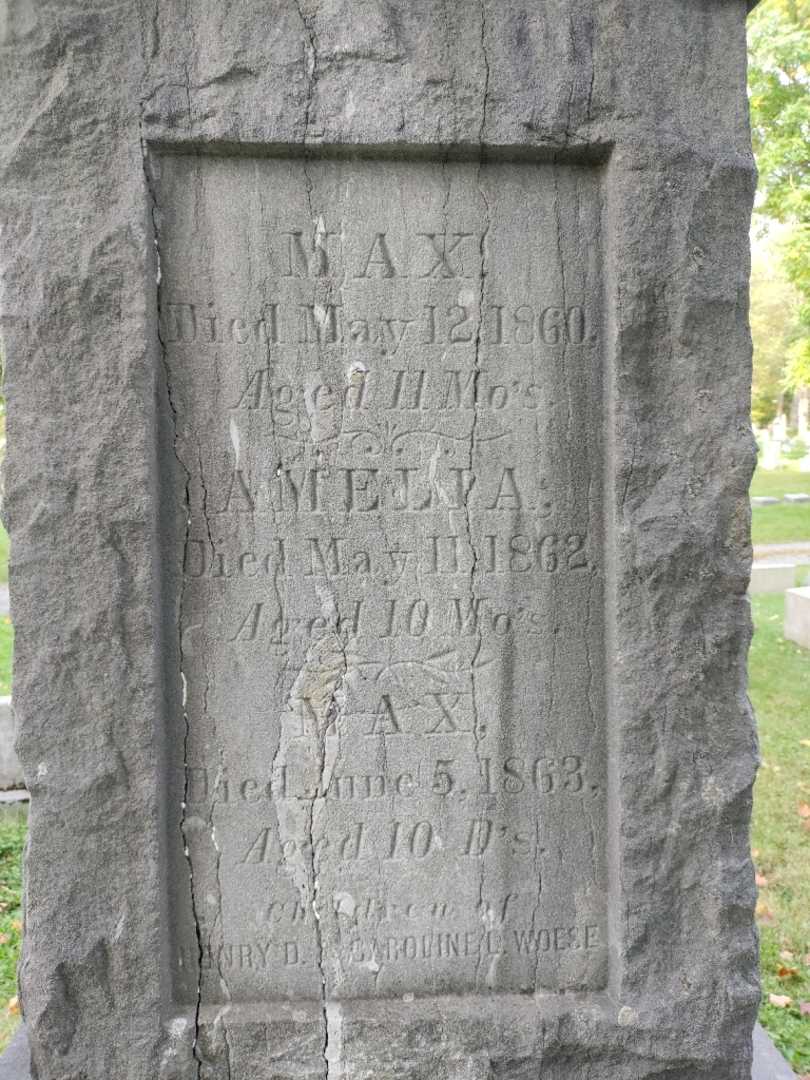 MAX.
Died May 12, 1860.
Aged 11 Mo's.
AMELIA,
Died May 11, 1862,
Aged 10 Mo's.
MAX,
Died June 5, 1863,
Aged 10 D's.
Children of
HENRY D. & CAROLINE L. WOESE